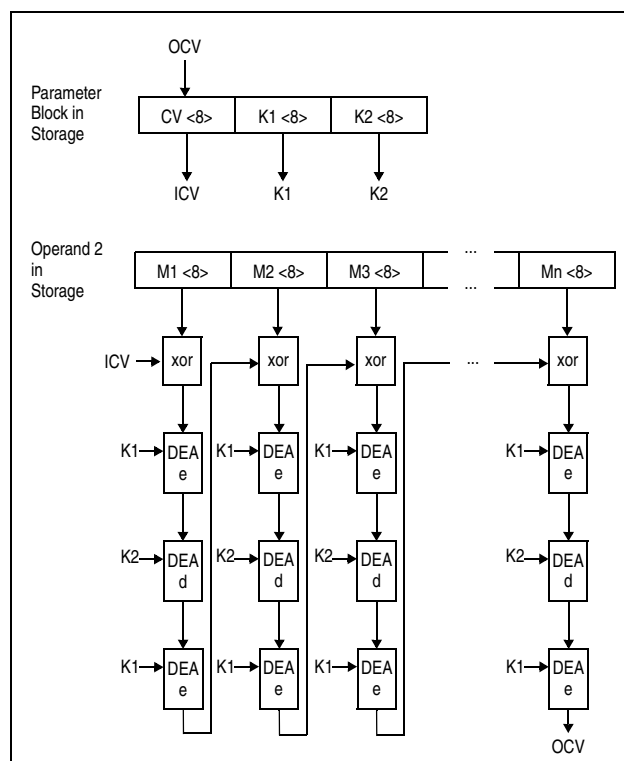 OCV
Parameter
Block in
Storage
CV <8> K1 <8> K2 <8>
ICV K1 K2
Operand 2
in
Storage
...
M1 <8> M2 <8> M3 <8> Mn <8>
...
ICV xor xor xor ... xor
K1 DEA K1 DEA K1 DEA K1 DEA
e e e e
K2 DEA K2 DEA K2 DEA K2 DEA
d d d d
K1 DEA K1 DEA K1 DEA K1 DEA
e e e e
OCV